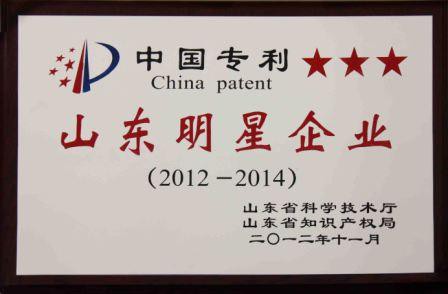 中国专利 ★★★
China patent
山东明星企业
(2012-2014)
山东省科学技术厅
山东省知识产权局
二〇一二年十一月